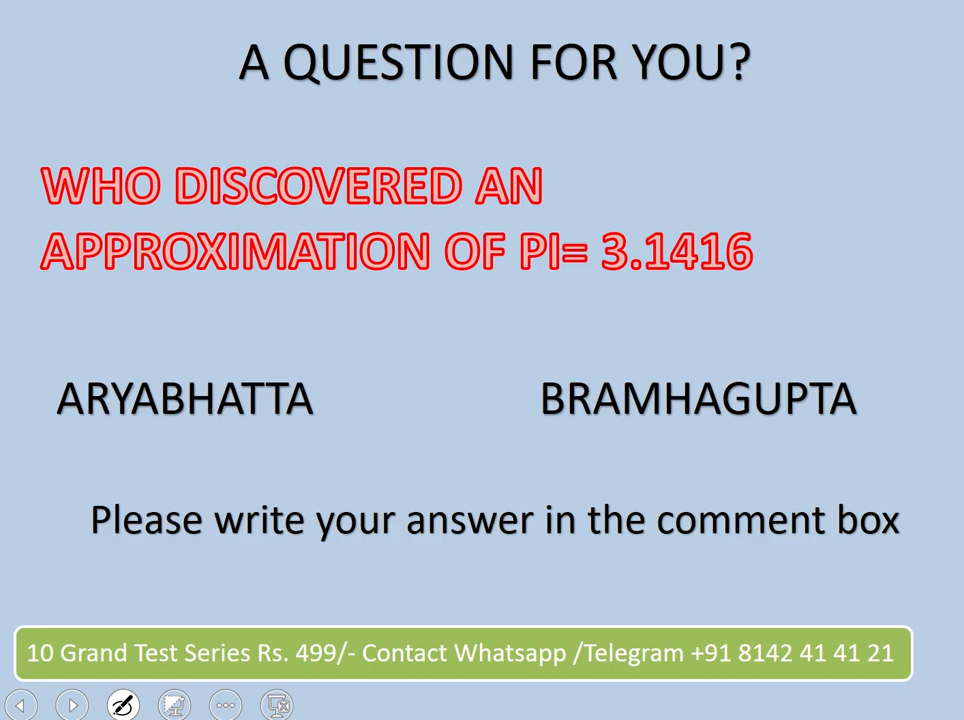 A QUESTION FOR YOU?
WHO DISCOVERED AN
APPROXIMATION OF PI= 3.1416
ARYABHATTA BRAMHAGUPTA
Please write your answer in the comment box
10 Grand Test Series Rs. 499/- Contact Whatsapp /Telegram +91 8142 41 41 21